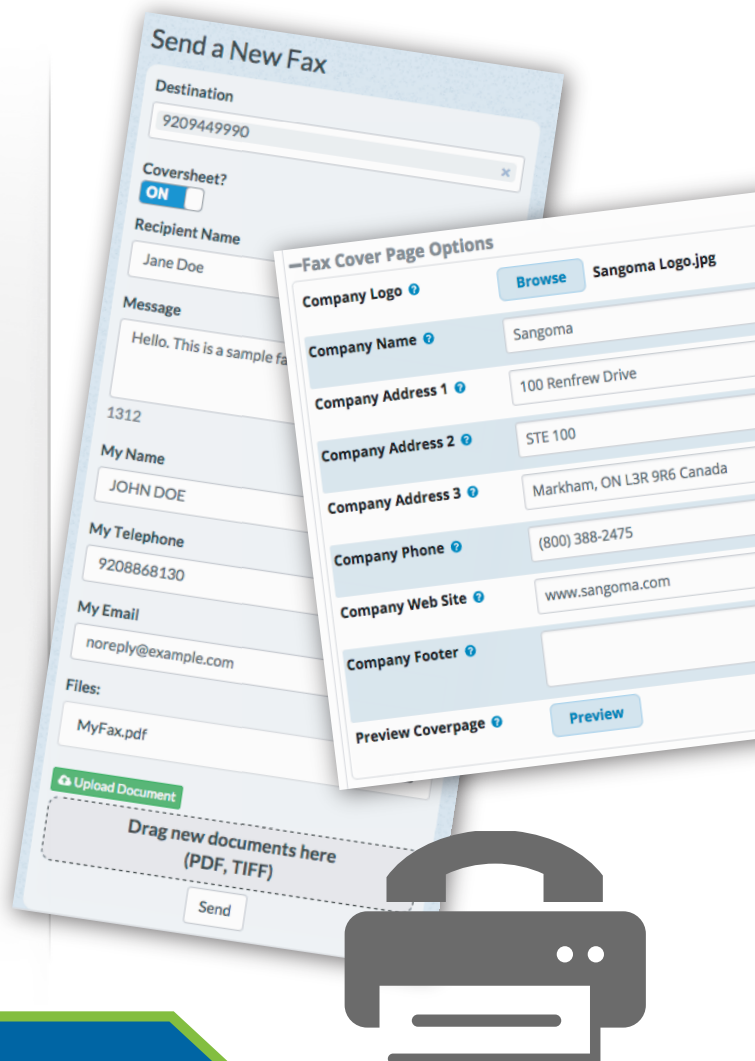 Send a New Fax
Destination
9209449990
×
Coversheet?
ON
Recipient Name
Jane Doe
Message
Hello. This is a sample fa
1312
My Name
JOHN DOE
My Telephone
9208868130
My Email
noreply@example.com
Files:
MyFax.pdf
Upload Document
Drag new documents here
(PDF, TIFF)
Send
−Fax Cover Page Options
Company Logo ? Browse Sangoma Logo.jpg
Company Name ? Sangoma
Company Address 1 ? 100 Renfrew Drive
Company Address 2 ? STE 100
Company Address 3 ? Markham, ON L3R 9R6 Canada
Company Phone ? (800) 388-2475
Company Web Site ? www.sangoma.com
Company Footer ?
Preview Coverpage ? Preview